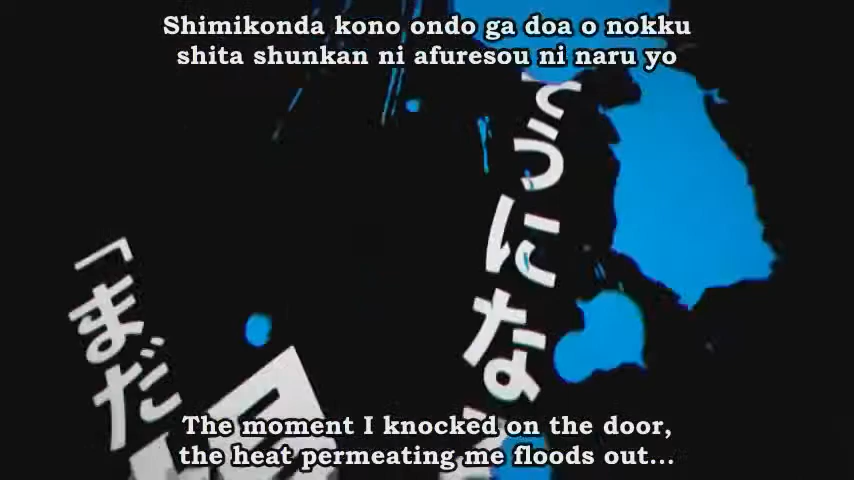 Shimikonda kono ondo ga doa o nokku
shita shunkan ni afuresou ni naru yo
そうにな
「まだ
The moment I knocked on the door,
the heat permeating me floods out...